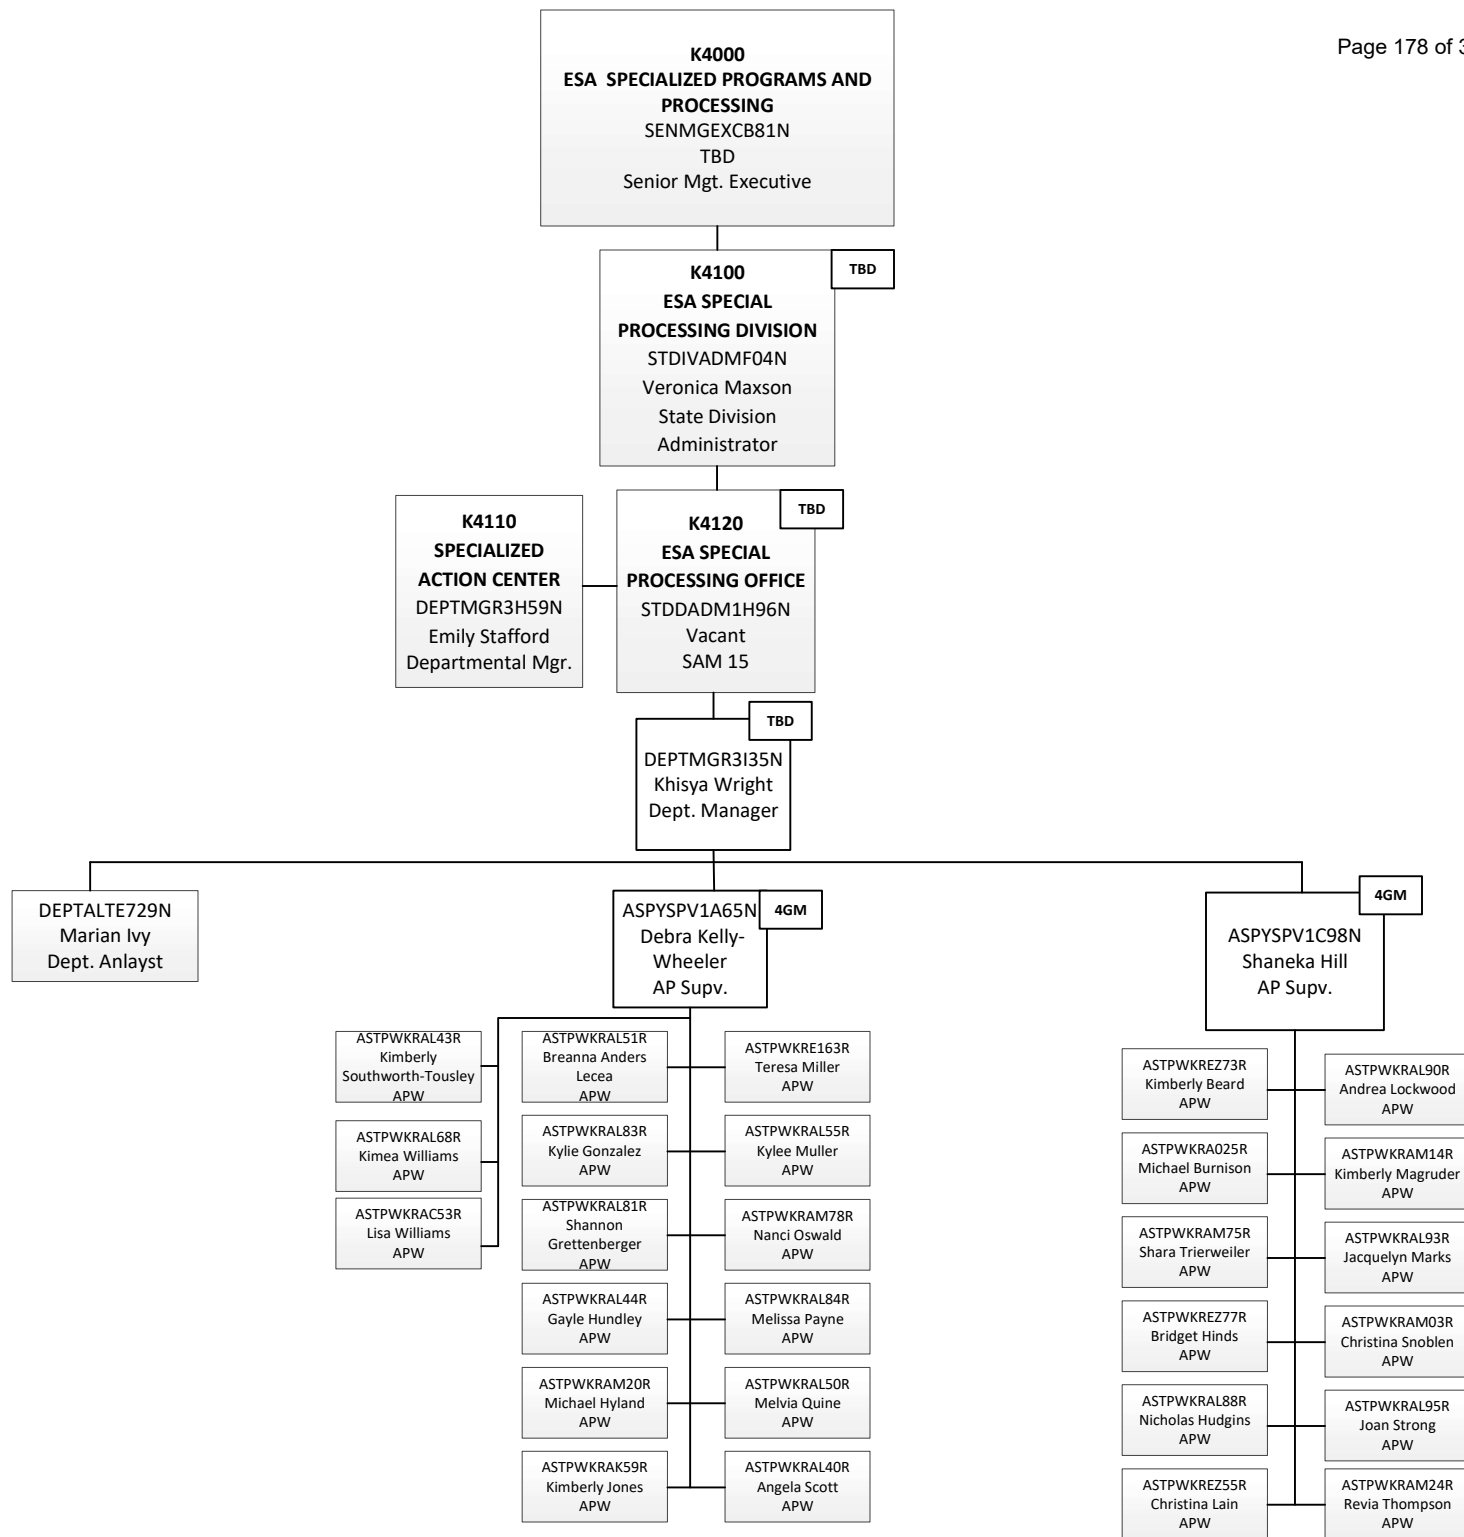 Page 178 of 3
K4000
ESA  SPECIALIZED PROGRAMS AND
PROCESSING
SENMGEXCB81N
TBD
Senior Mgt. Executive
TBD
K4100
ESA SPECIAL
PROCESSING DIVISION
STDIVADMF04N
Veronica Maxson
State Division
Administrator
K4110
SPECIALIZED
ACTION CENTER
DEPTMGR3H59N
Emily Stafford
Departmental Mgr.
TBD
K4120
ESA SPECIAL
PROCESSING OFFICE
STDDADM1H96N
Vacant
SAM 15
TBD
DEPTMGR3I35N
Khisya Wright
Dept. Manager
DEPTALTE729N
Marian Ivy
Dept. Anlayst
ASPYSPV1A65N
Debra Kelly-
Wheeler
AP Supv.
4GM
ASPYSPV1C98N
Shaneka Hill
AP Supv.
4GM
ASTPWKRAL43R
Kimberly
Southworth-Tousley
APW
ASTPWKRAL68R
Kimea Williams
APW
ASTPWKRAC53R
Lisa Williams
APW
ASTPWKRAL51R
Breanna Anders
Lecea
APW
ASTPWKRE163R
Teresa Miller
APW
ASTPWKRAL83R
Kylie Gonzalez
APW
ASTPWKRAL55R
Kylee Muller
APW
ASTPWKRAL81R
Shannon
Grettenberger
APW
ASTPWKRAM78R
Nanci Oswald
APW
ASTPWKRAL44R
Gayle Hundley
APW
ASTPWKRAL84R
Melissa Payne
APW
ASTPWKRAM20R
Michael Hyland
APW
ASTPWKRAL50R
Melvia Quine
APW
ASTPWKRAK59R
Kimberly Jones
APW
ASTPWKRAL40R
Angela Scott
APW
ASTPWKREZ73R
Kimberly Beard
APW
ASTPWKRAL90R
Andrea Lockwood
APW
ASTPWKRA025R
Michael Burnison
APW
ASTPWKRAM14R
Kimberly Magruder
APW
ASTPWKRAM75R
Shara Trierweiler
APW
ASTPWKRAL93R
Jacquelyn Marks
APW
ASTPWKREZ77R
Bridget Hinds
APW
ASTPWKRAM03R
Christina Snoblen
APW
ASTPWKRAL88R
Nicholas Hudgins
APW
ASTPWKRAL95R
Joan Strong
APW
ASTPWKREZ55R
Christina Lain
APW
ASTPWKRAM24R
Revia Thompson
APW